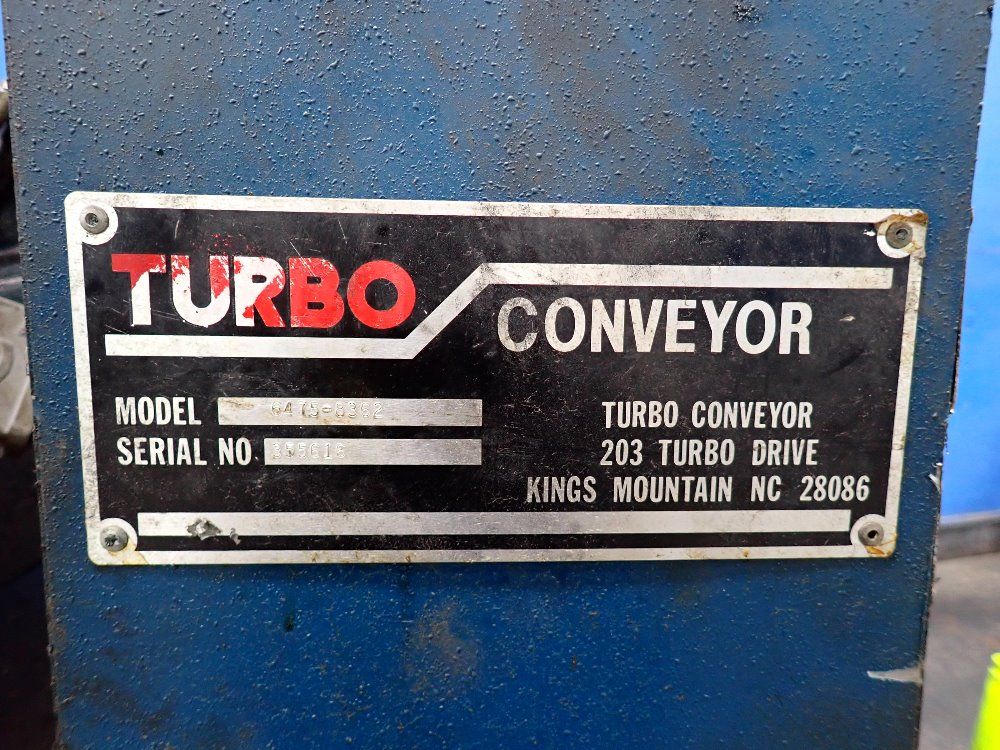 TURBO
CONVEYOR
MODEL
SERIAL NO
TURBO CONVEYOR
203 TURBO DRIVE
KINGS MOUNTAIN NC 28086